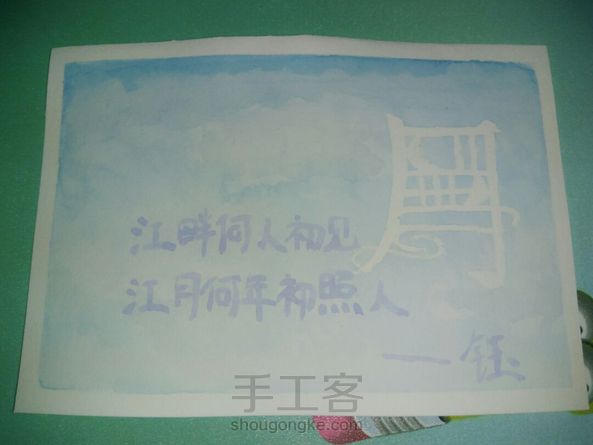 江畔何人初见月
江月何年初照人
—钰
手工客
shougongke.com